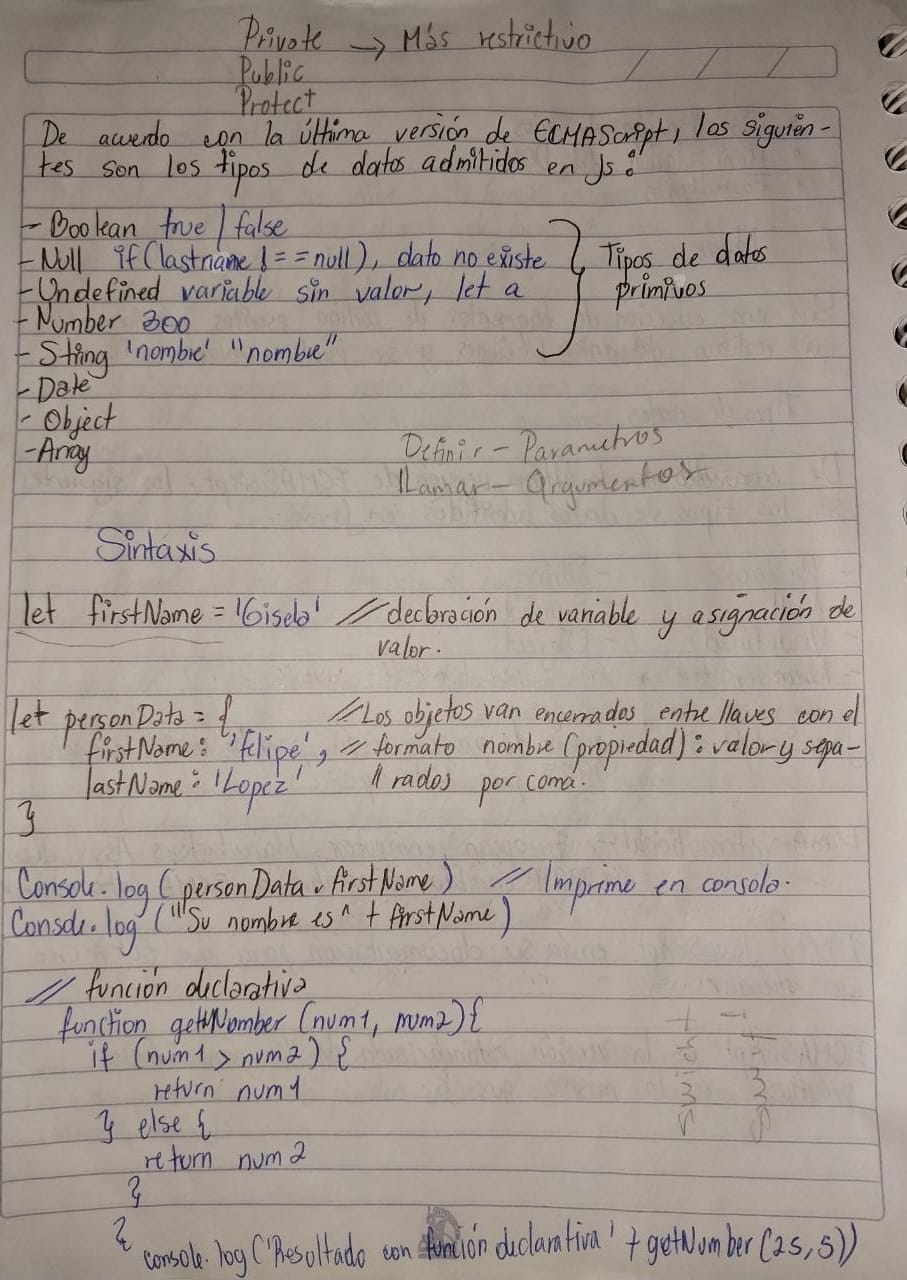 Private → Más restrictivo
Public
Protect
De acuerdo con la última versión de ECMAScript, los siguien-
tes son los tipos de datos admitidos en Js:
- Boolean true | false
- Null if(lastname !== null), dato no existe
- Undefined variable sin valor, let a
- Number 300
- Sting 'nombre' "nombre"
} Tipos de datos
primivos
- Date
- Object
- Array
Definir - Parametros
llamar - Argumentos
Sintaxis
let firstName = 'Gisela' // declaración de variable y asignación de
valor.
let personData = { // Los objetos van encerrados entre llaves con el
firstName: 'felipe', // formato nombre (propiedad): valor y sepa-
lastName: 'Lopez' // rados por coma.
}
Console.log(personData.firstName) // Imprime en consola.
Console.log("Su nombre es" + firstName)
// función declarativa
function getNumber (num1, num2){
if (num1 > num2) {
return num1
} else {
return num2
}
}
console.log('Resultado con función declarativa' + getNumber(25,5))